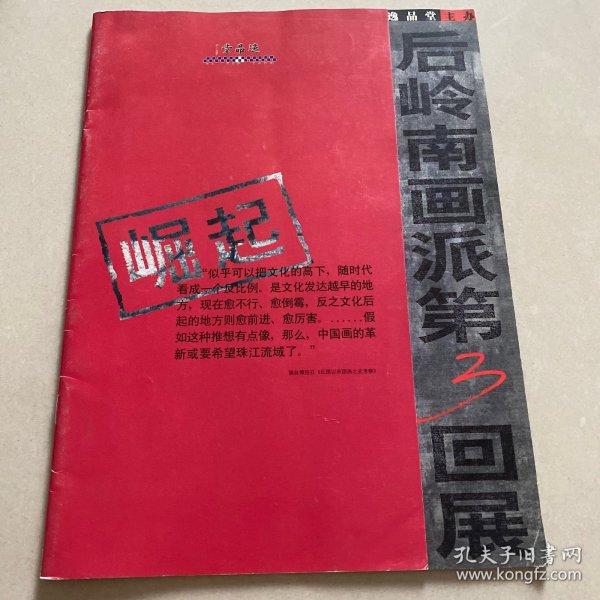 逸品堂主办
逸品堂
后岭南画派第3回展
崛起
“似乎可以把文化的高下，随时代
看成一个反比例。是文化发达越早的地
方，现在愈不行、愈倒霉，反之文化后
起的地方则愈前进、愈厉害。……假
如这种推想有点像，那么，中国画的革
新或要希望珠江流域了。”
孔夫子旧书网
www.kongfz.com